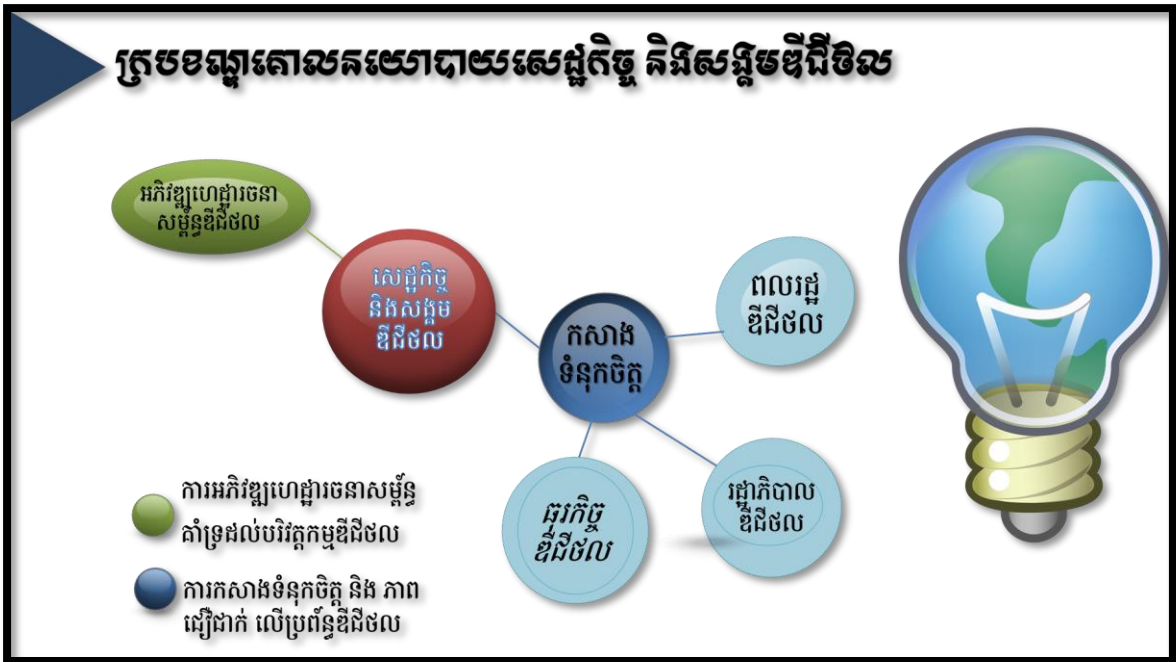 ក្របខណ្ឌគោលនយោបាយសេដ្ឋកិច្ច និងសង្គមឌីជីថល
អភិវឌ្ឍហេដ្ឋារចនា
សម្ព័ន្ធឌីជីថល
សេដ្ឋកិច្ច
និងសង្គម
ឌីជីថល
កសាង
ទំនុកចិត្ត
ពលរដ្ឋ
ឌីជីថល
ធុរកិច្ច
ឌីជីថល
រដ្ឋាភិបាល
ឌីជីថល
ការអភិវឌ្ឍហេដ្ឋារចនាសម្ព័ន្ធ
គាំទ្រដល់បរិវត្តកម្មឌីជីថល
ការកសាងទំនុកចិត្ត និង ភាព
ជឿជាក់ លើប្រព័ន្ធឌីជីថល